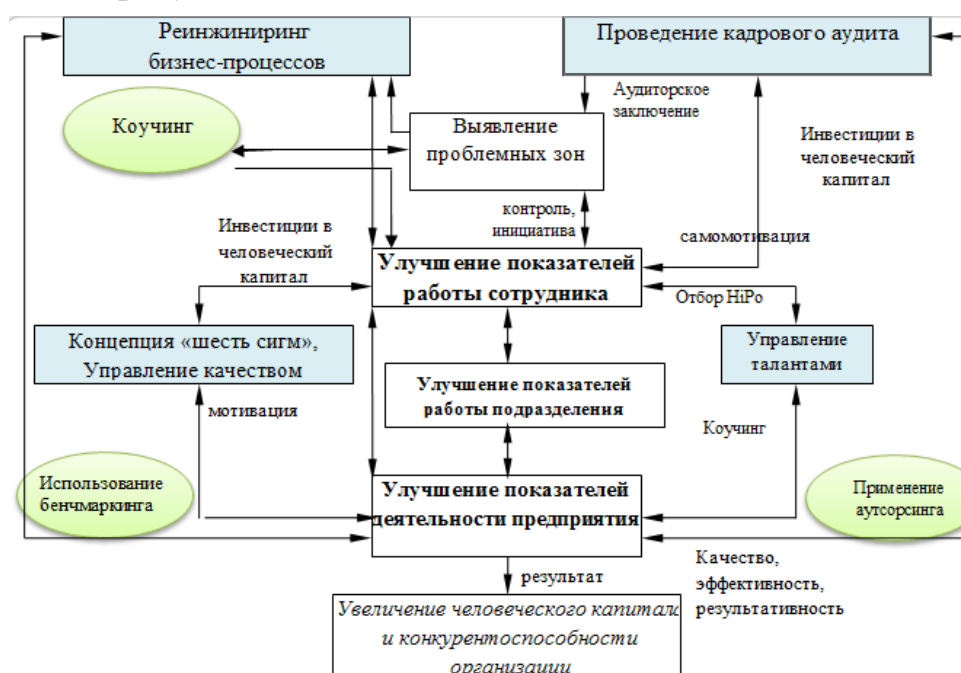 Реинжиниринг
бизнес-процессов
Проведение кадрового аудита
Аудиторское
заключение
Коучинг
Выявление
проблемных зон
Инвестиции в
человеческий
капитал
контроль,
инициатива
Инвестиции в
человеческий
капитал
самомотивация
Улучшение показателей
работы сотрудника
Отбор HiPo
Концепция «шесть сигм»,
Управление качеством
Управление
талантами
Улучшение показателей
работы подразделения
мотивация
Коучинг
Использование
бенчмаркинга
Улучшение показателей
деятельности предприятия
Применение
аутсорсинга
Качество,
эффективность,
результативность
результат
Увеличение человеческого капитала
и конкурентоспособности
организации